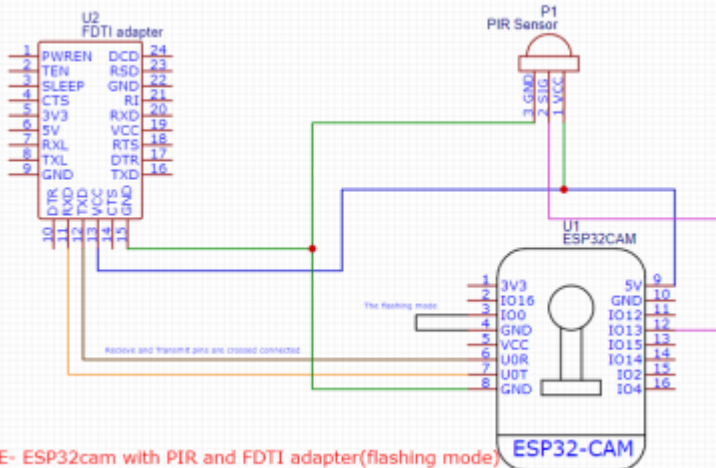 U2
FDTI adapter
1 PWREN DCD 24
2 TEN RSD 23
3 SLEEP GND 22
4 CTS RI 21
5 3V3 RXD 20
6 5V VCC 19
7 RXL RTS 18
8 TXL DTR 17
9 GND TXD 16
DTR RXD TXD VCC CTS GND
10 11 12 13 14 15
P1
PIR Sensor
3 GND
2 SIG
1 VCC
U1
ESP32CAM
1 3V3 5V 9
2 IO16 GND 10
3 IO0 IO12 11
4 GND IO13 12
5 VCC IO15 13
6 U0R IO14 14
7 U0T IO2 15
8 GND IO4 16
The flashing mode
Recieve and Transmit pins are crossed connected
ESP32-CAM
E- ESP32cam with PIR and FDTI adapter(flashing mode)